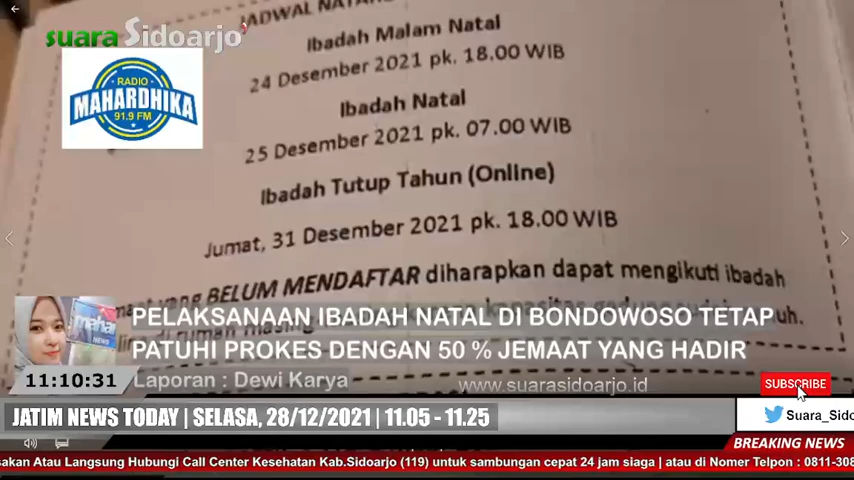 JADWAL
suara Sidoarjo
Ibadah Malam Natal
24 Desember 2021 pk. 18.00 WIB
RADIO
MAHARDHIKA
91.9 FM
Ibadah Natal
25 Desember 2021 pk. 07.00 WIB
Ibadah Tutup Tahun (Online)
Jumat, 31 Desember 2021 pk. 18.00 WIB
yang BELUM MENDAFTAR diharapkan dapat mengikuti ibadah
PELAKSANAAN IBADAH NATAL DI BONDOWOSO TETAP
PATUHI PROKES DENGAN 50 % JEMAAT YANG HADIR
11:10:31
Laporan : Dewi Karya
www.suarasidoarjo.id
SUBSCRIBE
JATIM NEWS TODAY | SELASA, 28/12/2021 | 11.05 - 11.25
Suara_Sido
BREAKING NEWS
sakan Atau Langsung Hubungi Call Center Kesehatan Kab.Sidoarjo (119) untuk sambungan cepat 24 jam siaga | atau di Nomer Telpon : 0811-308